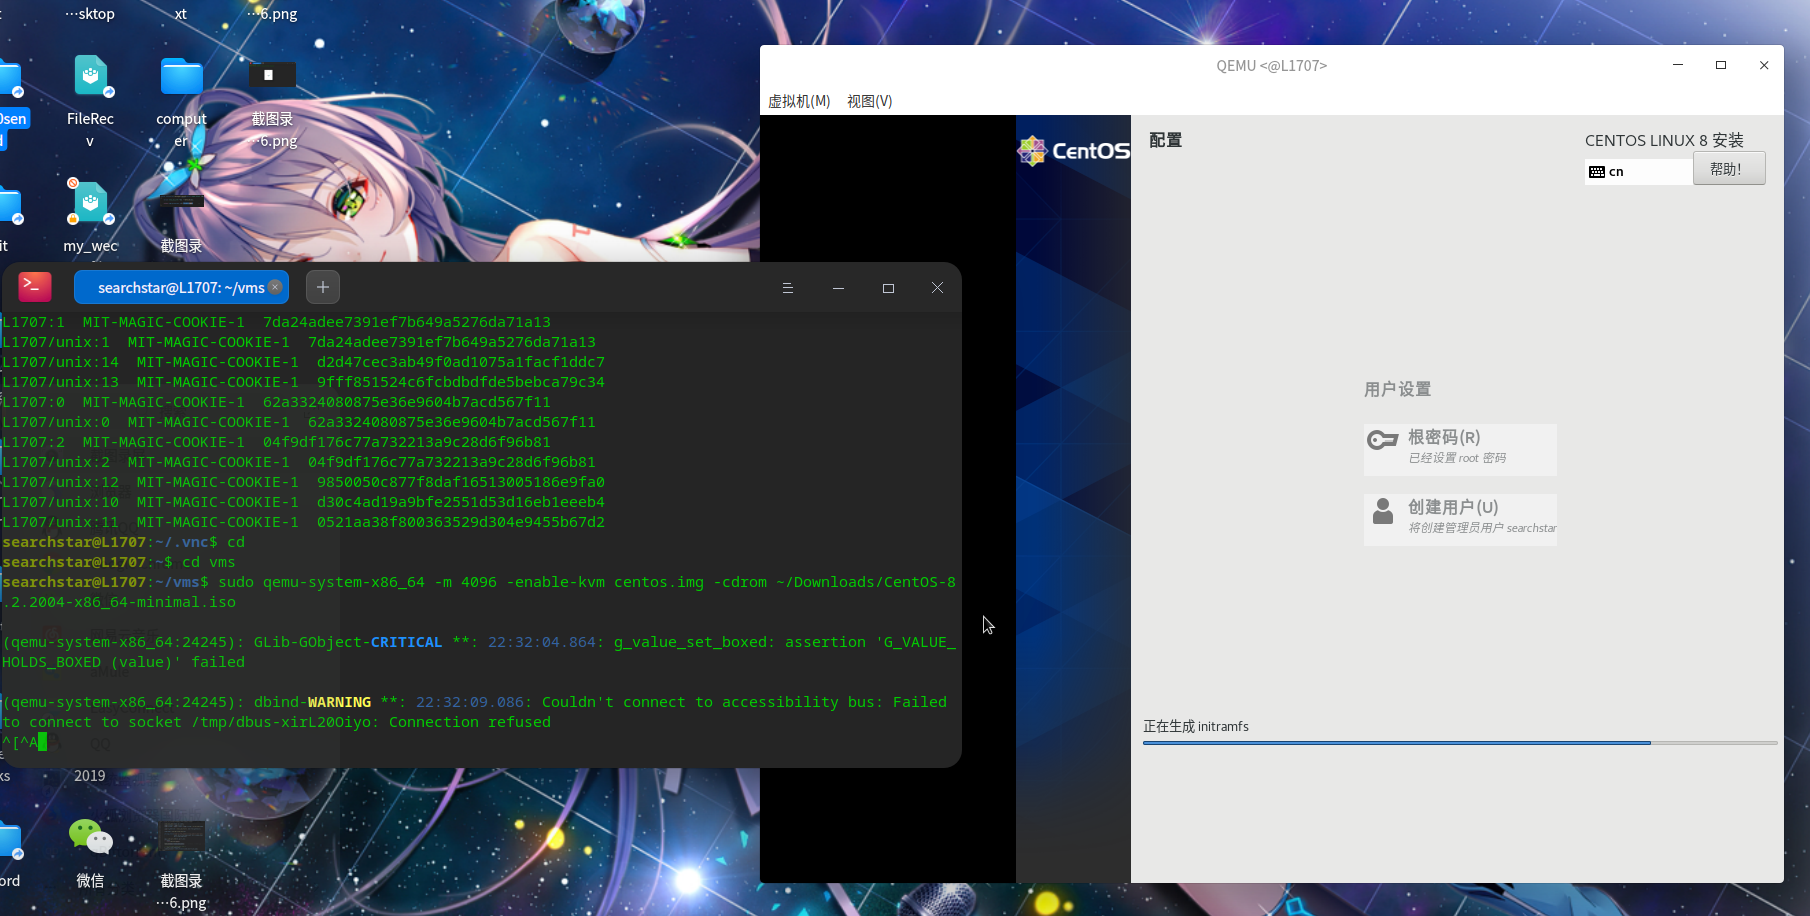 …sktop
xt
…6.png
FileRec
v
comput
er
截图录
…6.png
0sen
d
it
my_wec
截图录
searchstar@L1707: ~/vms
L1707:1  MIT-MAGIC-COOKIE-1  7da24adee7391ef7b649a5276da71a13
L1707/unix:1  MIT-MAGIC-COOKIE-1  7da24adee7391ef7b649a5276da71a13
L1707/unix:14  MIT-MAGIC-COOKIE-1  d2d47cec3ab49f0ad1075a1facf1ddc7
L1707/unix:13  MIT-MAGIC-COOKIE-1  9fff851524c6fcbdbdfde5bebca79c34
L1707:0  MIT-MAGIC-COOKIE-1  62a3324080875e36e9604b7acd567f11
L1707/unix:0  MIT-MAGIC-COOKIE-1  62a3324080875e36e9604b7acd567f11
L1707:2  MIT-MAGIC-COOKIE-1  04f9df176c77a732213a9c28d6f96b81
L1707/unix:2  MIT-MAGIC-COOKIE-1  04f9df176c77a732213a9c28d6f96b81
L1707/unix:12  MIT-MAGIC-COOKIE-1  9850050c877f8daf16513005186e9fa0
L1707/unix:10  MIT-MAGIC-COOKIE-1  d30c4ad19a9bfe2551d53d16eb1eeeb4
L1707/unix:11  MIT-MAGIC-COOKIE-1  0521aa38f800363529d304e9455b67d2
searchstar@L1707:~/.vnc$ cd
searchstar@L1707:~$ cd vms
searchstar@L1707:~/vms$ sudo qemu-system-x86_64 -m 4096 -enable-kvm centos.img -cdrom ~/Downloads/CentOS-8
.2.2004-x86_64-minimal.iso
(qemu-system-x86_64:24245): GLib-GObject-CRITICAL **: 22:32:04.864: g_value_set_boxed: assertion 'G_VALUE_
HOLDS_BOXED (value)' failed
(qemu-system-x86_64:24245): dbind-WARNING **: 22:32:09.086: Couldn't connect to accessibility bus: Failed
to connect to socket /tmp/dbus-xirL20Oiyo: Connection refused
^[^A
QQ
ks
2019
ord
微信
截图录
…6.png
QEMU <@L1707>
虚拟机(M)
视图(V)
CentOS
配置
CENTOS LINUX 8 安装
cn
帮助!
用户设置
根密码(R)
已经设置 root 密码
创建用户(U)
将创建管理员用户 searchstar
正在生成 initramfs